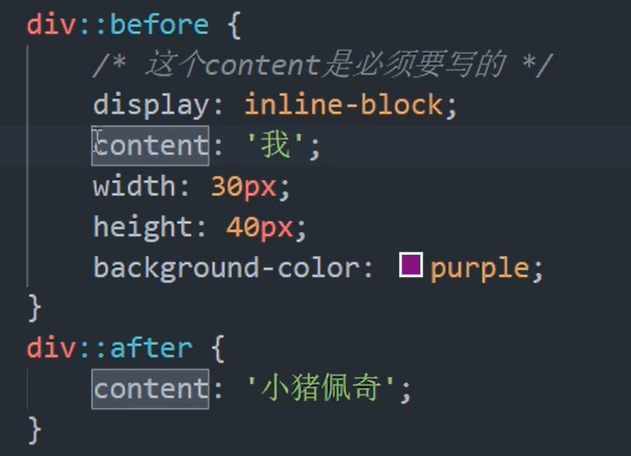 div::before {
/* 这个content是必须要写的 */
display: inline-block;
content: '我';
width: 30px;
height: 40px;
background-color: purple;
}
div::after {
content: '小猪佩奇';
}